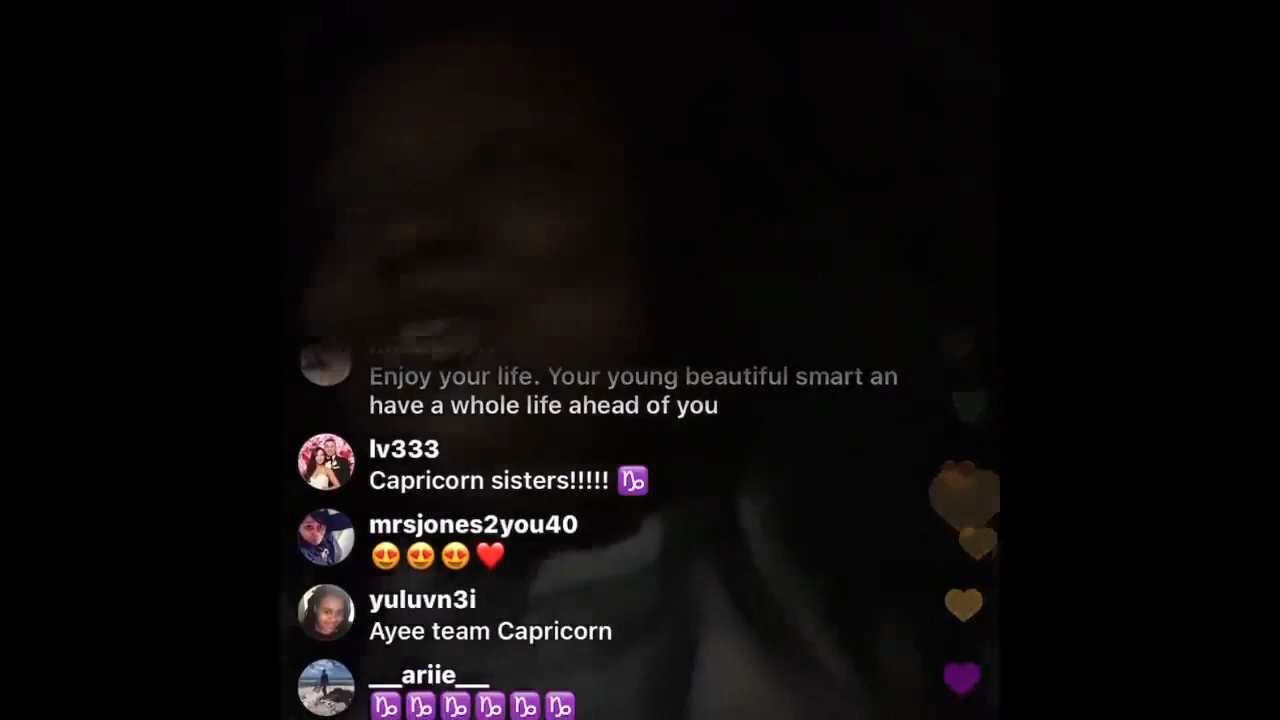 Enjoy your life. Your young beautiful smart an
have a whole life ahead of you
lv333
Capricorn sisters!!!!! ♑
mrsjones2you40
😍😍😍❤️
yuluvn3i
Ayee team Capricorn
__ariie__
♑♑♑♑♑♑